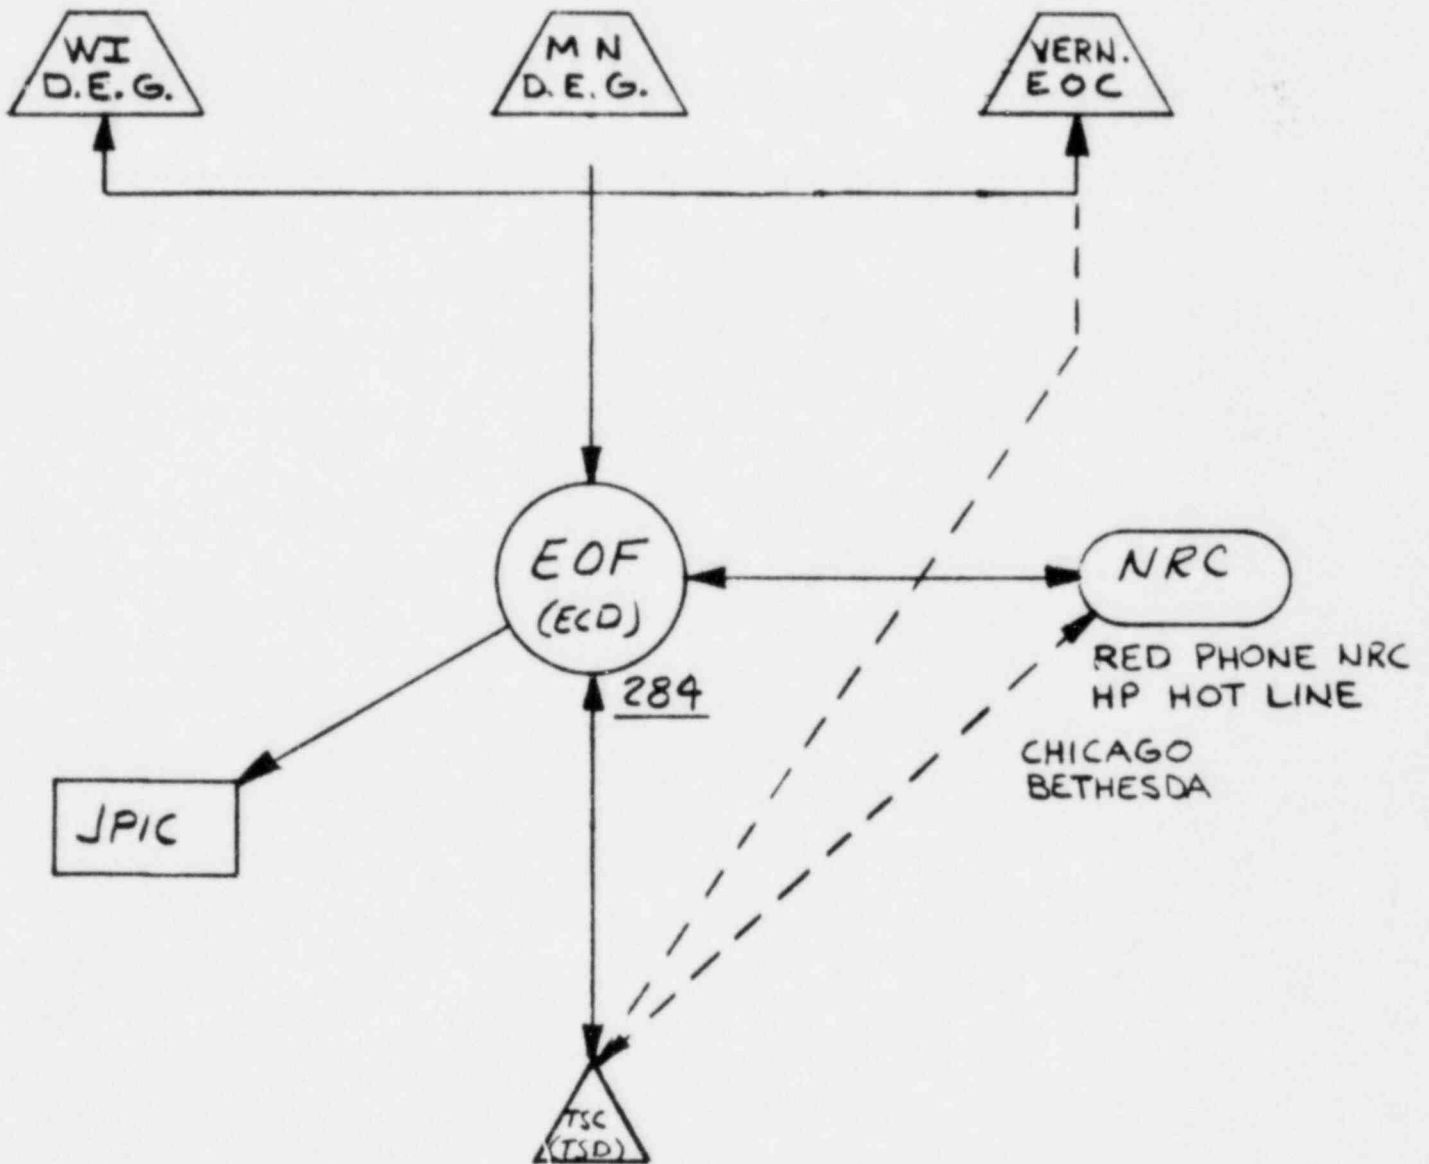 WI
D.E.G.
MN
D.E.G.
VERN.
EOC
EOF
(ECD)
284
NRC
RED PHONE NRC
HP HOT LINE
CHICAGO
BETHESDA
JPIC
TSC
(TSD)